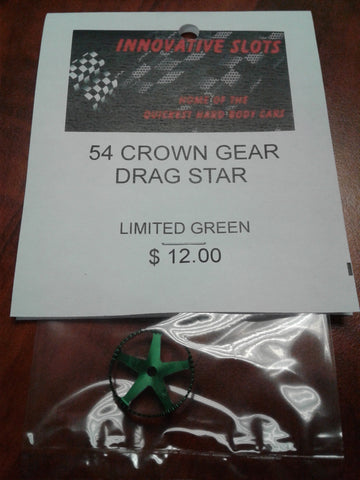 INNOVATIVE SLOTS
HOME OF THE
QUICKEST HARD BODY CARS
54 CROWN GEAR
DRAG STAR
LIMITED GREEN
$ 12.00